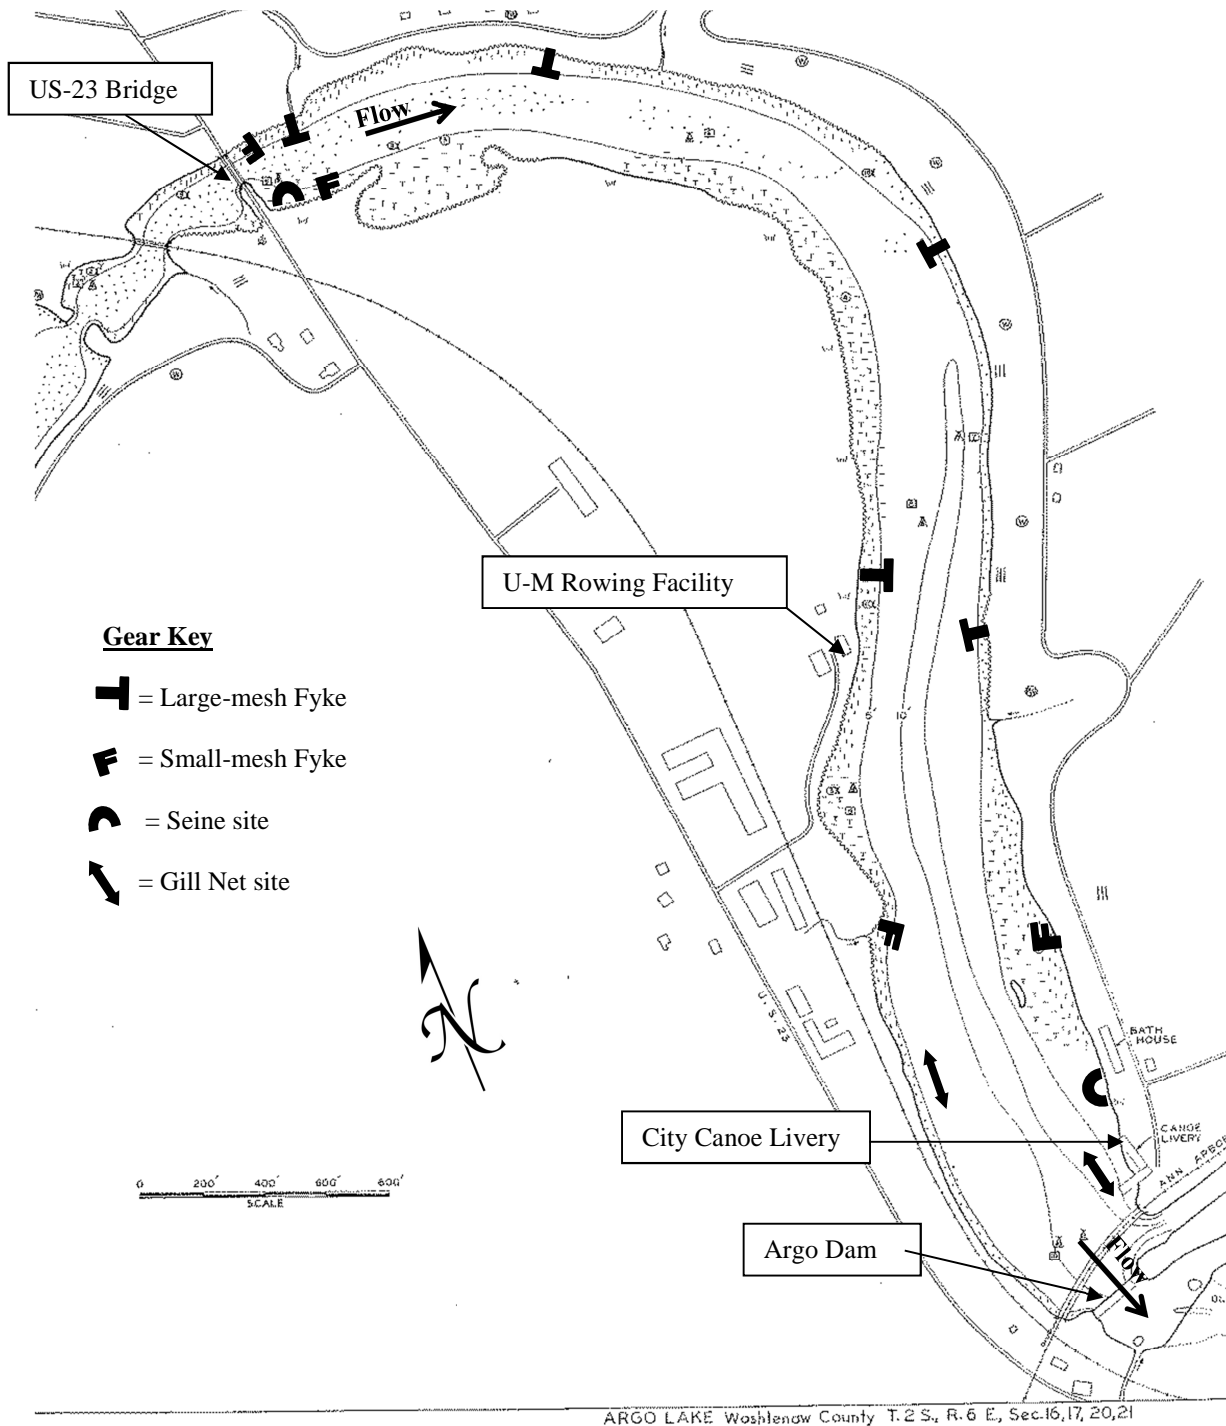 US-23 Bridge
Flow
U-M Rowing Facility
Gear Key
= Large-mesh Fyke
= Small-mesh Fyke
= Seine site
= Gill Net site
5' 10'
U.S. 23
N
BATH
HOUSE
City Canoe Livery
CANOE
LIVERY
ANN ARBOR
0 200' 400' 600' 800'
SCALE
Argo Dam
Flow
ARGO LAKE Washtenaw County T. 2 S., R. 6 E., Sec. 16, 17, 20, 21